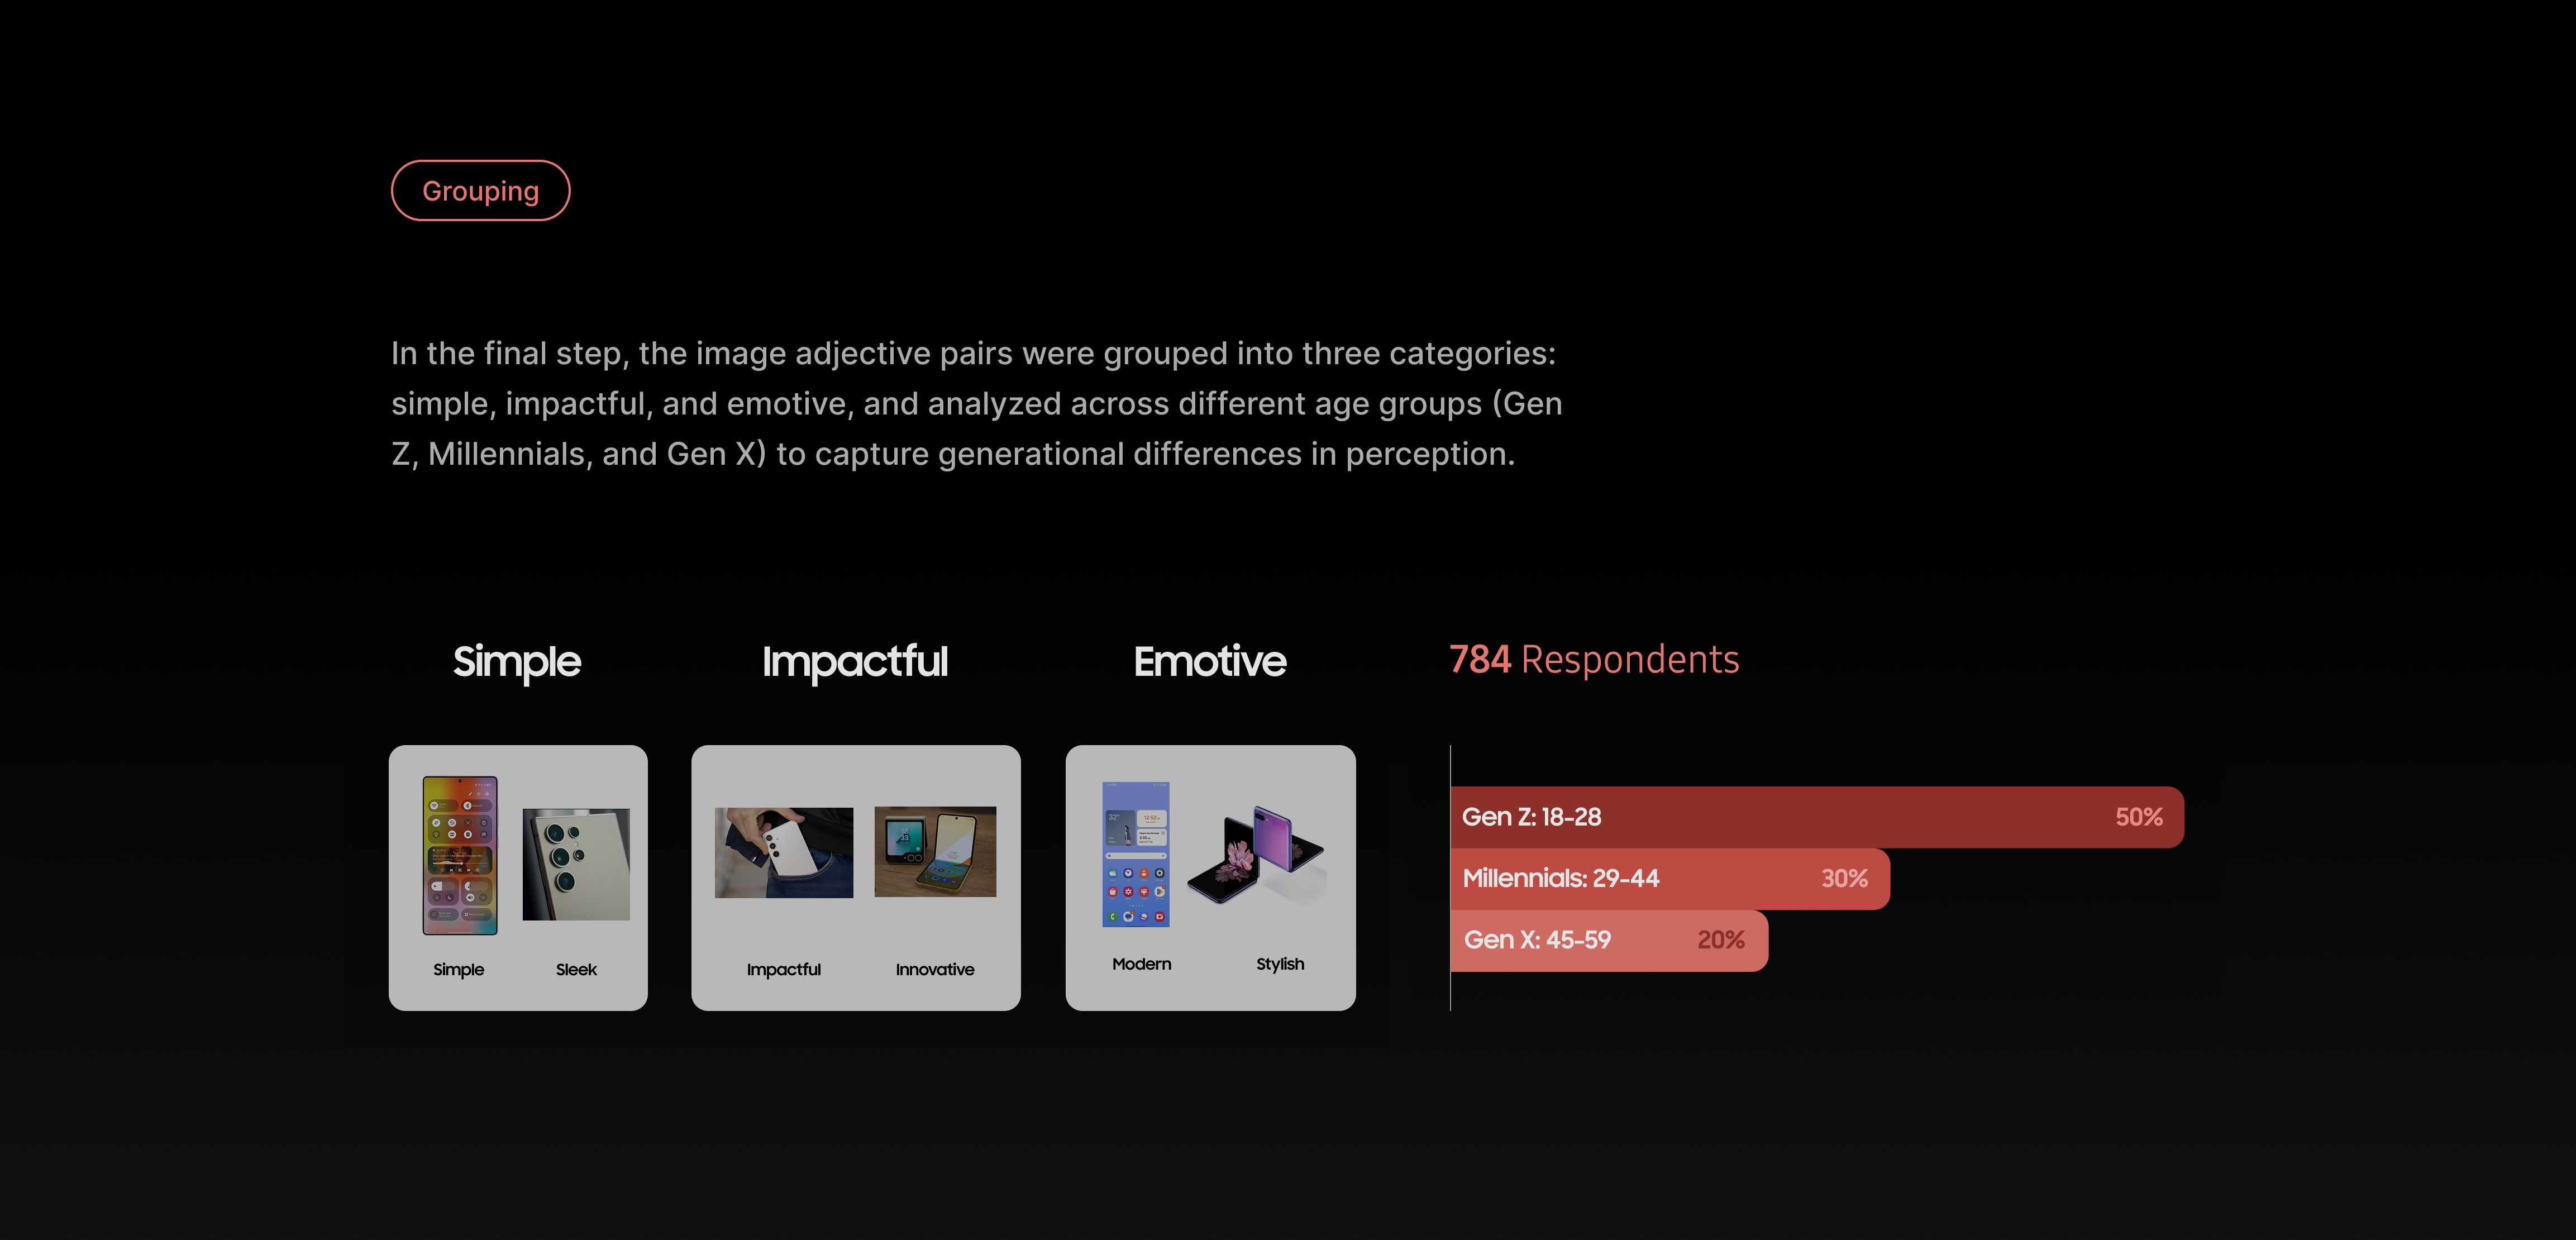 Grouping
In the final step, the image adjective pairs were grouped into three categories:
simple, impactful, and emotive, and analyzed across different age groups (Gen
Z, Millennials, and Gen X) to capture generational differences in perception.
Simple
Impactful
Emotive
784 Respondents
Simple
Sleek
Impactful
Innovative
Modern
Stylish
Gen Z: 18-28
50%
Millennials: 29-44
30%
Gen X: 45-59
20%